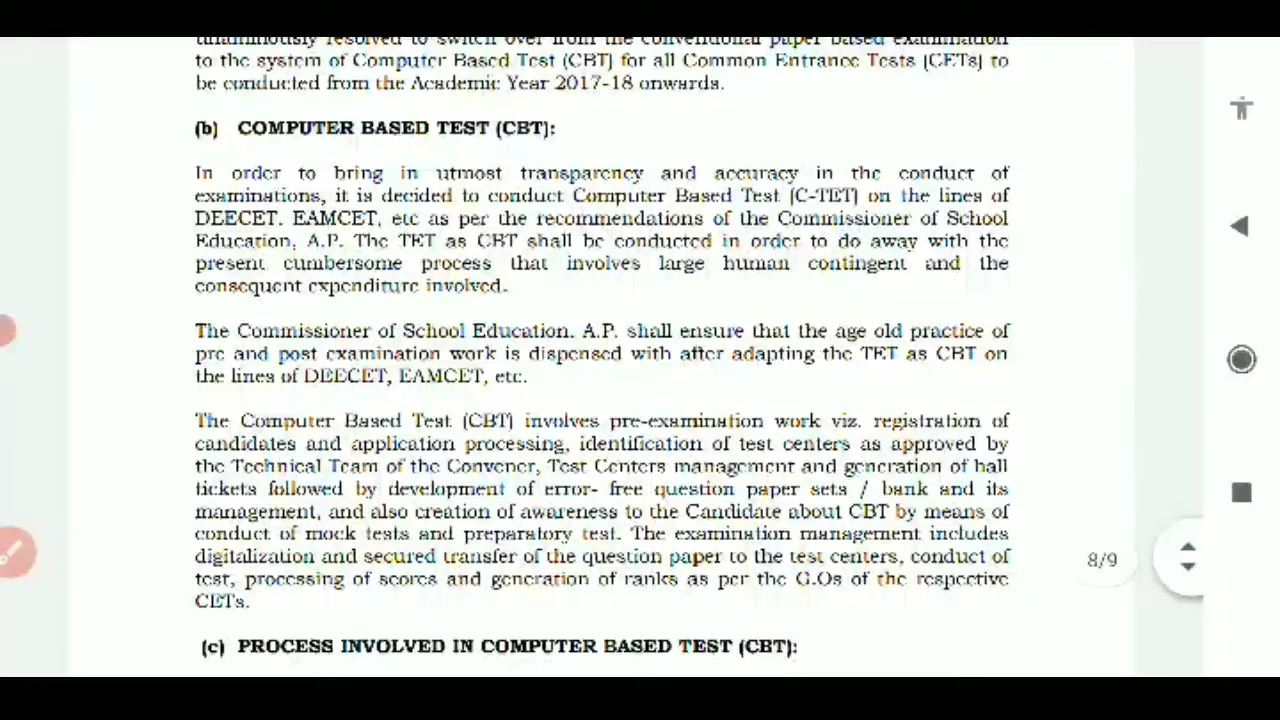 unanimously resolved to switch over from the conventional paper based examination
to the system of Computer Based Test (CBT) for all Common Entrance Tests (CETs) to
be conducted from the Academic Year 2017-18 onwards.
(b) COMPUTER BASED TEST (CBT):
In order to bring in utmost transparency and accuracy in the conduct of
examinations, it is decided to conduct Computer Based Test (C-TET) on the lines of
DEECET. EAMCET, etc as per the recommendations of the Commissioner of School
Education, A.P. The TET as CBT shall be conducted in order to do away with the
present cumbersome process that involves large human contingent and the
consequent expenditure involved.
The Commissioner of School Education. A.P. shall ensure that the age old practice of
pre and post examination work is dispensed with after adapting the TET as CBT on
the lines of DEECET, EAMCET, etc.
The Computer Based Test (CBT) involves pre-examination work viz. registration of
candidates and application processing, identification of test centers as approved by
the Technical Team of the Convener, Test Centers management and generation of hall
tickets followed by development of error- free question paper sets / bank and its
management, and also creation of awareness to the Candidate about CBT by means of
conduct of mock tests and preparatory test. The examination management includes
digitalization and secured transfer of the question paper to the test centers, conduct of
test, processing of scores and generation of ranks as per the G.Os of the respective
CETs.
8/9
(c) PROCESS INVOLVED IN COMPUTER BASED TEST (CBT):